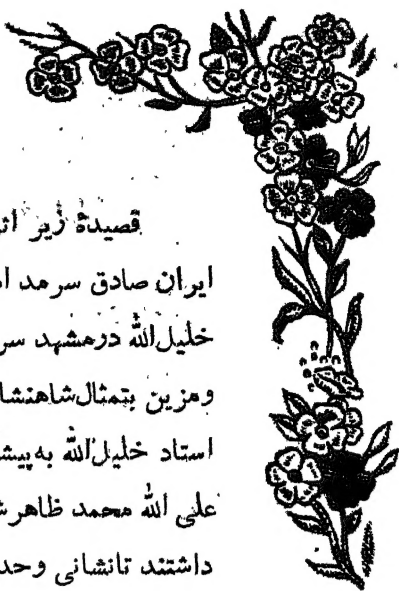 قصیدهٔ زیر اثر
ایران صادق سرمد ا
خلیل‌الله درمشهد سر
ومزین بتمثال‌شاهنشا
استاد خلیل‌الله به‌پیش
علی الله محمد ظاهر ش
داشتند تانشانی وحد